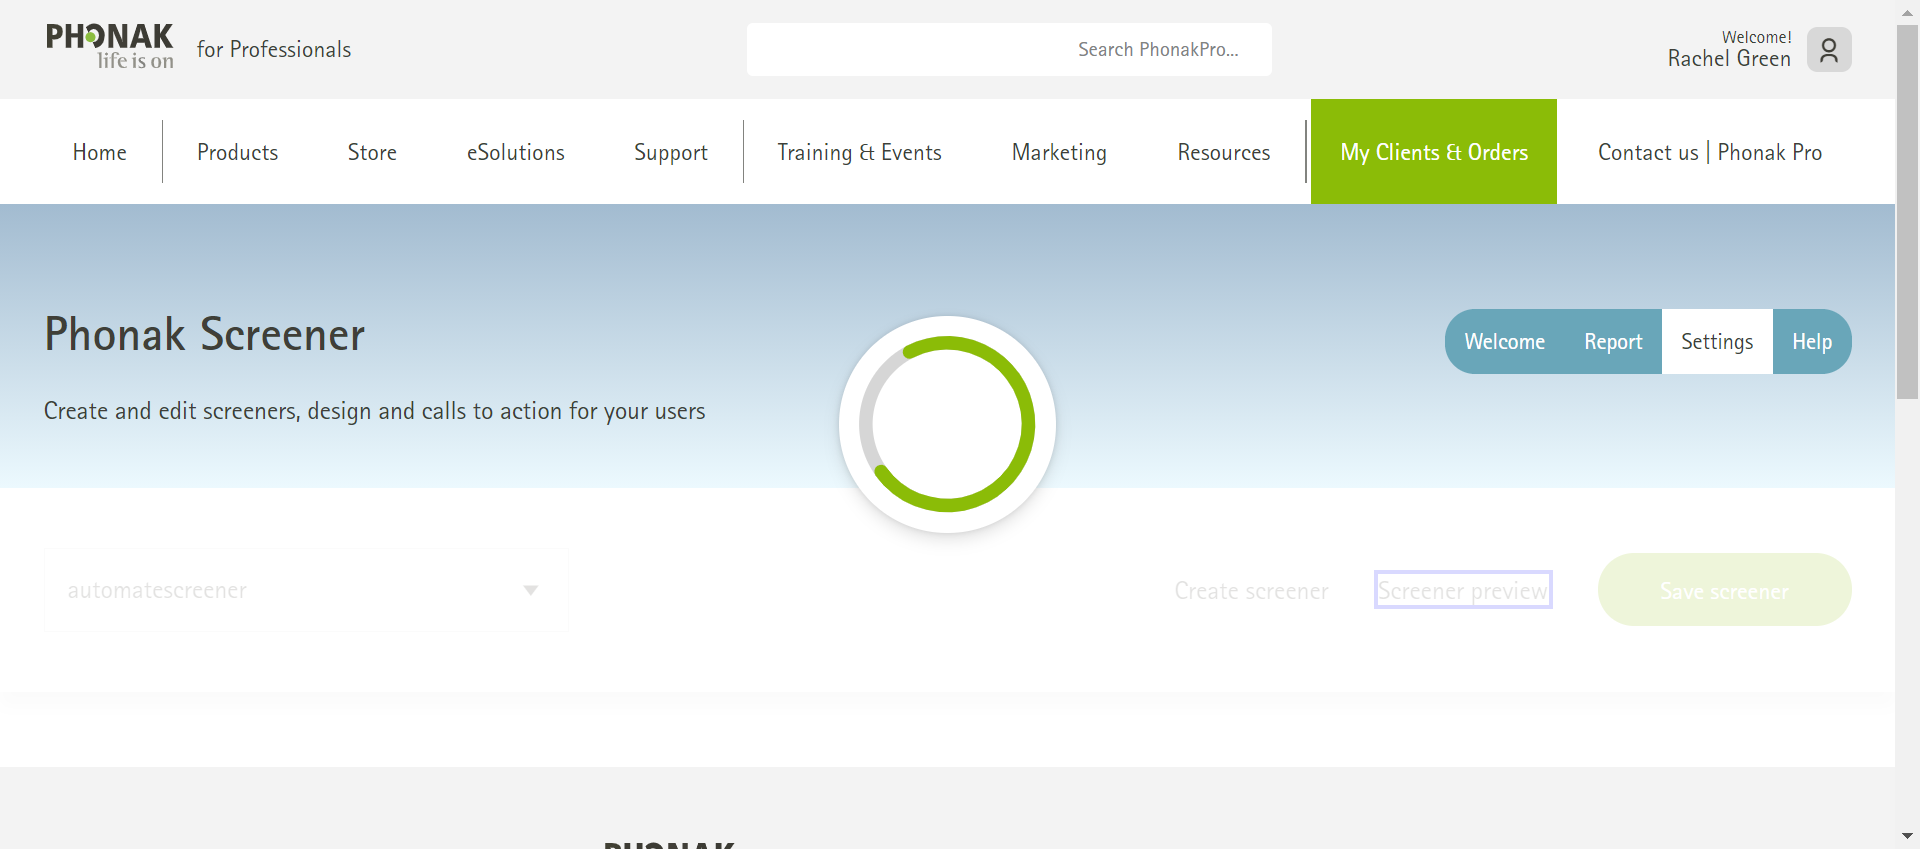 PHONAK
life is on
for Professionals
Search PhonakPro...
Welcome!
Rachel Green
Home
Products
Store
eSolutions
Support
Training & Events
Marketing
Resources
My Clients & Orders
Contact us | Phonak Pro
Phonak Screener
Welcome
Report
Settings
Help
Create and edit screeners, design and calls to action for your users
automatescreener
Create screener
Screener preview
Save screener
PHONAK